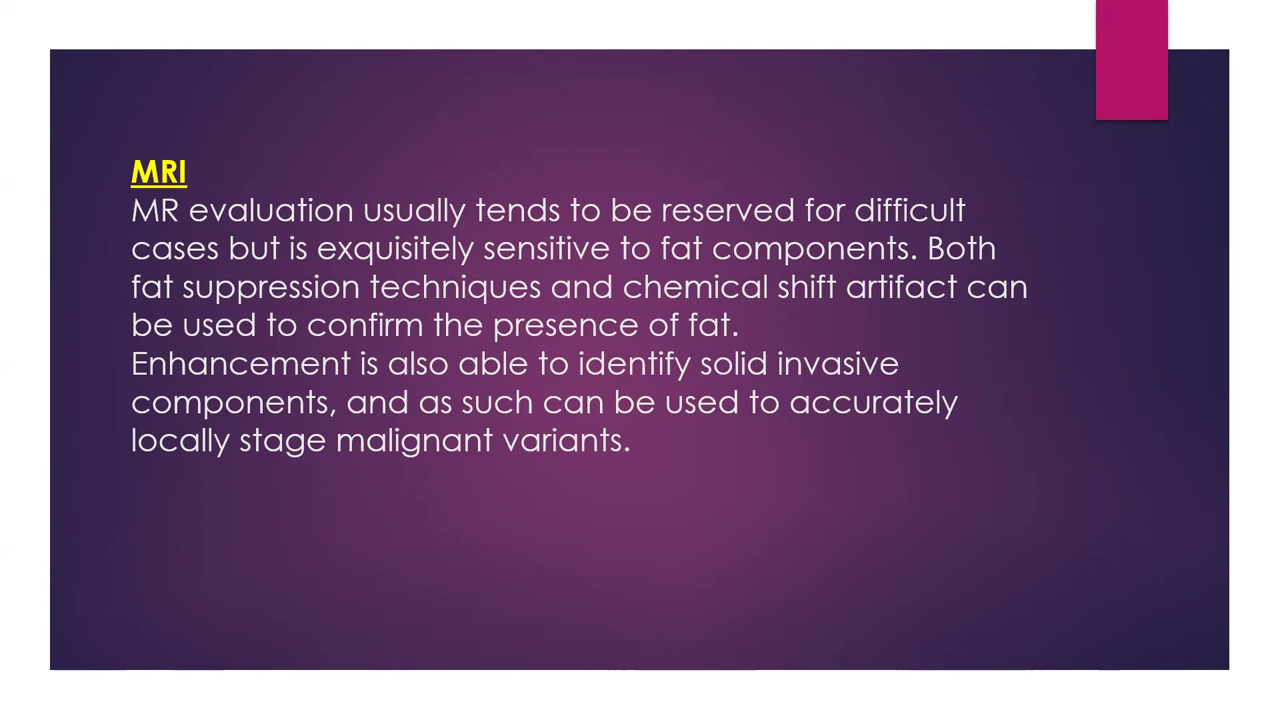 MRI
MR evaluation usually tends to be reserved for difficult
cases but is exquisitely sensitive to fat components. Both
fat suppression techniques and chemical shift artifact can
be used to confirm the presence of fat.
Enhancement is also able to identify solid invasive
components, and as such can be used to accurately
locally stage malignant variants.